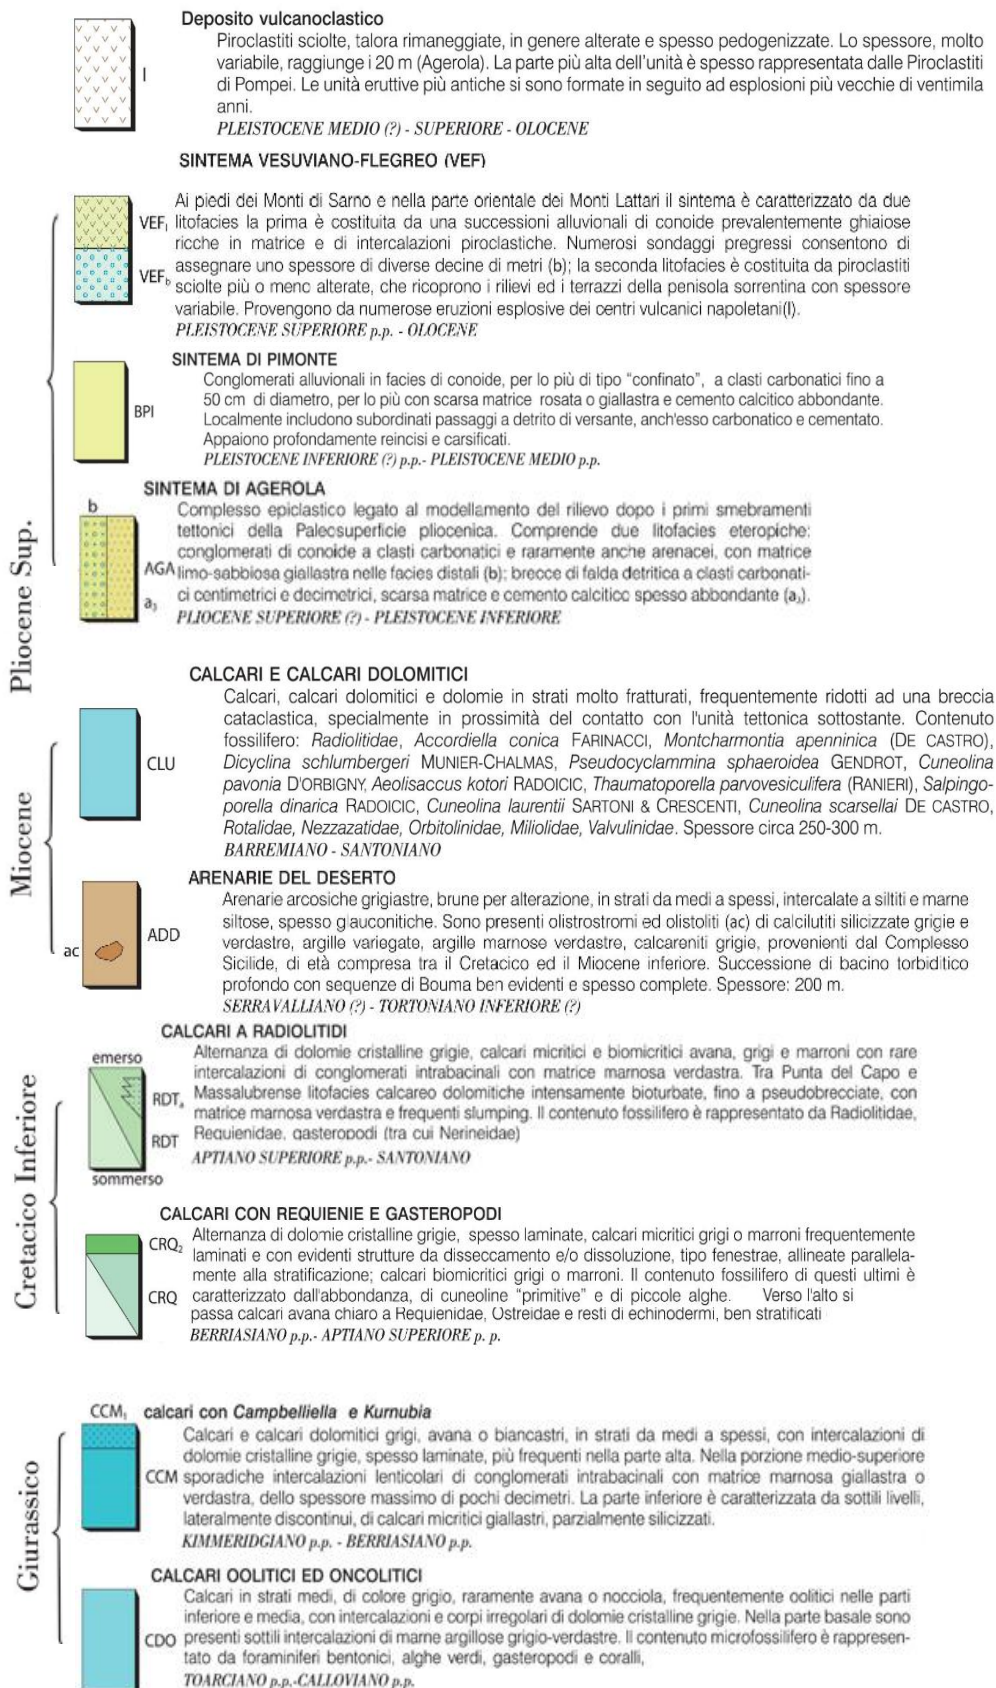 Deposito vulcanoclastico
Piroclastiti sciolte, talora rimaneggiate, in genere alterate e spesso pedogenizzate. Lo spessore, molto
variabile, raggiunge i 20 m (Agerola). La parte più alta dell'unità è spesso rappresentata dalle Piroclastiti
di Pompei. Le unità eruttive più antiche si sono formate in seguito ad esplosioni più vecchie di ventimila
anni.
PLEISTOCENE MEDIO (?) - SUPERIORE - OLOCENE
l
SINTEMA VESUVIANO-FLEGREO (VEF)
Ai piedi dei Monti di Sarno e nella parte orientale dei Monti Lattari il sintema è caratterizzato da due
litofacies la prima è costituita da una successioni alluvionali di conoide prevalentemente ghiaiose
ricche in matrice e di intercalazioni piroclastiche. Numerosi sondaggi pregressi consentono di
assegnare uno spessore di diverse decine di metri (b); la seconda litofacies è costituita da piroclastiti
sciolte più o meno alterate, che ricoprono i rilievi ed i terrazzi della penisola sorrentina con spessore
variabile. Provengono da numerose eruzioni esplosive dei centri vulcanici napoletani(l).
PLEISTOCENE SUPERIORE p.p. - OLOCENE
VEFl
VEFb
SINTEMA DI PIMONTE
Conglomerati alluvionali in facies di conoide, per lo più di tipo “confinato”, a clasti carbonatici fino a
50 cm di diametro, per lo più con scarsa matrice rosata o giallastra e cemento calcitico abbondante.
Localmente includono subordinati passaggi a detrito di versante, anch'esso carbonatico e cementato.
Appaiono profondamente reincisi e carsificati.
PLEISTOCENE INFERIORE (?) p.p.- PLEISTOCENE MEDIO p.p.
BPI
SINTEMA DI AGEROLA
Complesso epiclastico legato al modellamento del rilievo dopo i primi smebramenti
tettonici della Paleosuperficie pliocenica. Comprende due litofacies eteropiche:
conglomerati di conoide a clasti carbonatici e raramente anche arenacei, con matrice
limo-sabbiosa giallastra nelle facies distali (b); brecce di falda detritica a clasti carbonati-
ci centimetrici e decimetrici, scarsa matrice e cemento calcitico spesso abbondante (a3).
PLIOCENE SUPERIORE (?) - PLEISTOCENE INFERIORE
b
AGA
a3
Pliocene Sup.
CALCARI E CALCARI DOLOMITICI
Calcari, calcari dolomitici e dolomie in strati molto fratturati, frequentemente ridotti ad una breccia
cataclastica, specialmente in prossimità del contatto con l'unità tettonica sottostante. Contenuto
fossilifero: Radiolitidae, Accordiella conica FARINACCI, Montcharmontia apenninica (DE CASTRO),
Dicyclina schlumbergeri MUNIER-CHALMAS, Pseudocyclammina sphaeroidea GENDROT, Cuneolina
pavonia D'ORBIGNY, Aeolisaccus kotori RADOICIC, Thaumatoporella parvovesiculifera (RANIERI), Salpingo-
porella dinarica RADOICIC, Cuneolina laurentii SARTONI & CRESCENTI, Cuneolina scarsellai DE CASTRO,
Rotalidae, Nezzazatidae, Orbitolinidae, Miliolidae, Valvulinidae. Spessore circa 250-300 m.
BARREMIANO - SANTONIANO
CLU
Miocene
ARENARIE DEL DESERTO
Arenarie arcosiche grigiastre, brune per alterazione, in strati da medi a spessi, intercalate a siltiti e marne
siltose, spesso glauconitiche. Sono presenti olistrostromi ed olistoliti (ac) di calcilutiti silicizzate grigie e
verdastre, argille variegate, argille marnose verdastre, calcareniti grigie, provenienti dal Complesso
Sicilide, di età compresa tra il Cretacico ed il Miocene inferiore. Successione di bacino torbiditico
profondo con sequenze di Bouma ben evidenti e spesso complete. Spessore: 200 m.
SERRAVALLIANO (?) - TORTONIANO INFERIORE (?)
ADD
ac
CALCARI A RADIOLITIDI
Alternanza di dolomie cristalline grigie, calcari micritici e biomicritici avana, grigi e marroni con rare
intercalazioni di conglomerati intrabacinali con matrice marnosa verdastra. Tra Punta del Capo e
Massalubrense litofacies calcareo dolomitiche intensamente bioturbate, fino a pseudobrecciate, con
matrice marnosa verdastra e frequenti slumping. Il contenuto fossilifero è rappresentato da Radiolitidae,
Requienidae, gasteropodi (tra cui Nerineidae)
APTIANO SUPERIORE p.p.- SANTONIANO
emerso
RDTa
RDT
sommerso
Cretacico Inferiore
CALCARI CON REQUIENIE E GASTEROPODI
Alternanza di dolomie cristalline grigie, spesso laminate, calcari micritici grigi o marroni frequentemente
laminati e con evidenti strutture da disseccamento e/o dissoluzione, tipo fenestrae, allineate parallela-
mente alla stratificazione; calcari biomicritici grigi o marroni. Il contenuto fossilifero di questi ultimi è
caratterizzato dall'abbondanza, di cuneoline “primitive” e di piccole alghe. Verso l'alto si
passa calcari avana chiaro a Requienidae, Ostreidae e resti di echinodermi, ben stratificati
BERRIASIANO p.p.- APTIANO SUPERIORE p. p.
CRQ2
CRQ
CCM1 calcari con Campbelliella e Kurnubia
Calcari e calcari dolomitici grigi, avana o biancastri, in strati da medi a spessi, con intercalazioni di
dolomie cristalline grigie, spesso laminate, più frequenti nella parte alta. Nella porzione medio-superiore
sporadiche intercalazioni lenticolari di conglomerati intrabacinali con matrice marnosa giallastra o
verdastra, dello spessore massimo di pochi decimetri. La parte inferiore è caratterizzata da sottili livelli,
lateralmente discontinui, di calcari micritici giallastri, parzialmente silicizzati.
KIMMERIDGIANO p.p. - BERRIASIANO p.p.
CCM
Giurassico
CALCARI OOLITICI ED ONCOLITICI
Calcari in strati medi, di colore grigio, raramente avana o nocciola, frequentemente oolitici nelle parti
inferiore e media, con intercalazioni e corpi irregolari di dolomie cristalline grigie. Nella parte basale sono
presenti sottili intercalazioni di marne argillose grigio-verdastre. Il contenuto microfossilifero è rappresen-
tato da foraminiferi bentonici, alghe verdi, gasteropodi e coralli,
TOARCIANO p.p.-CALLOVIANO p.p.
CDO